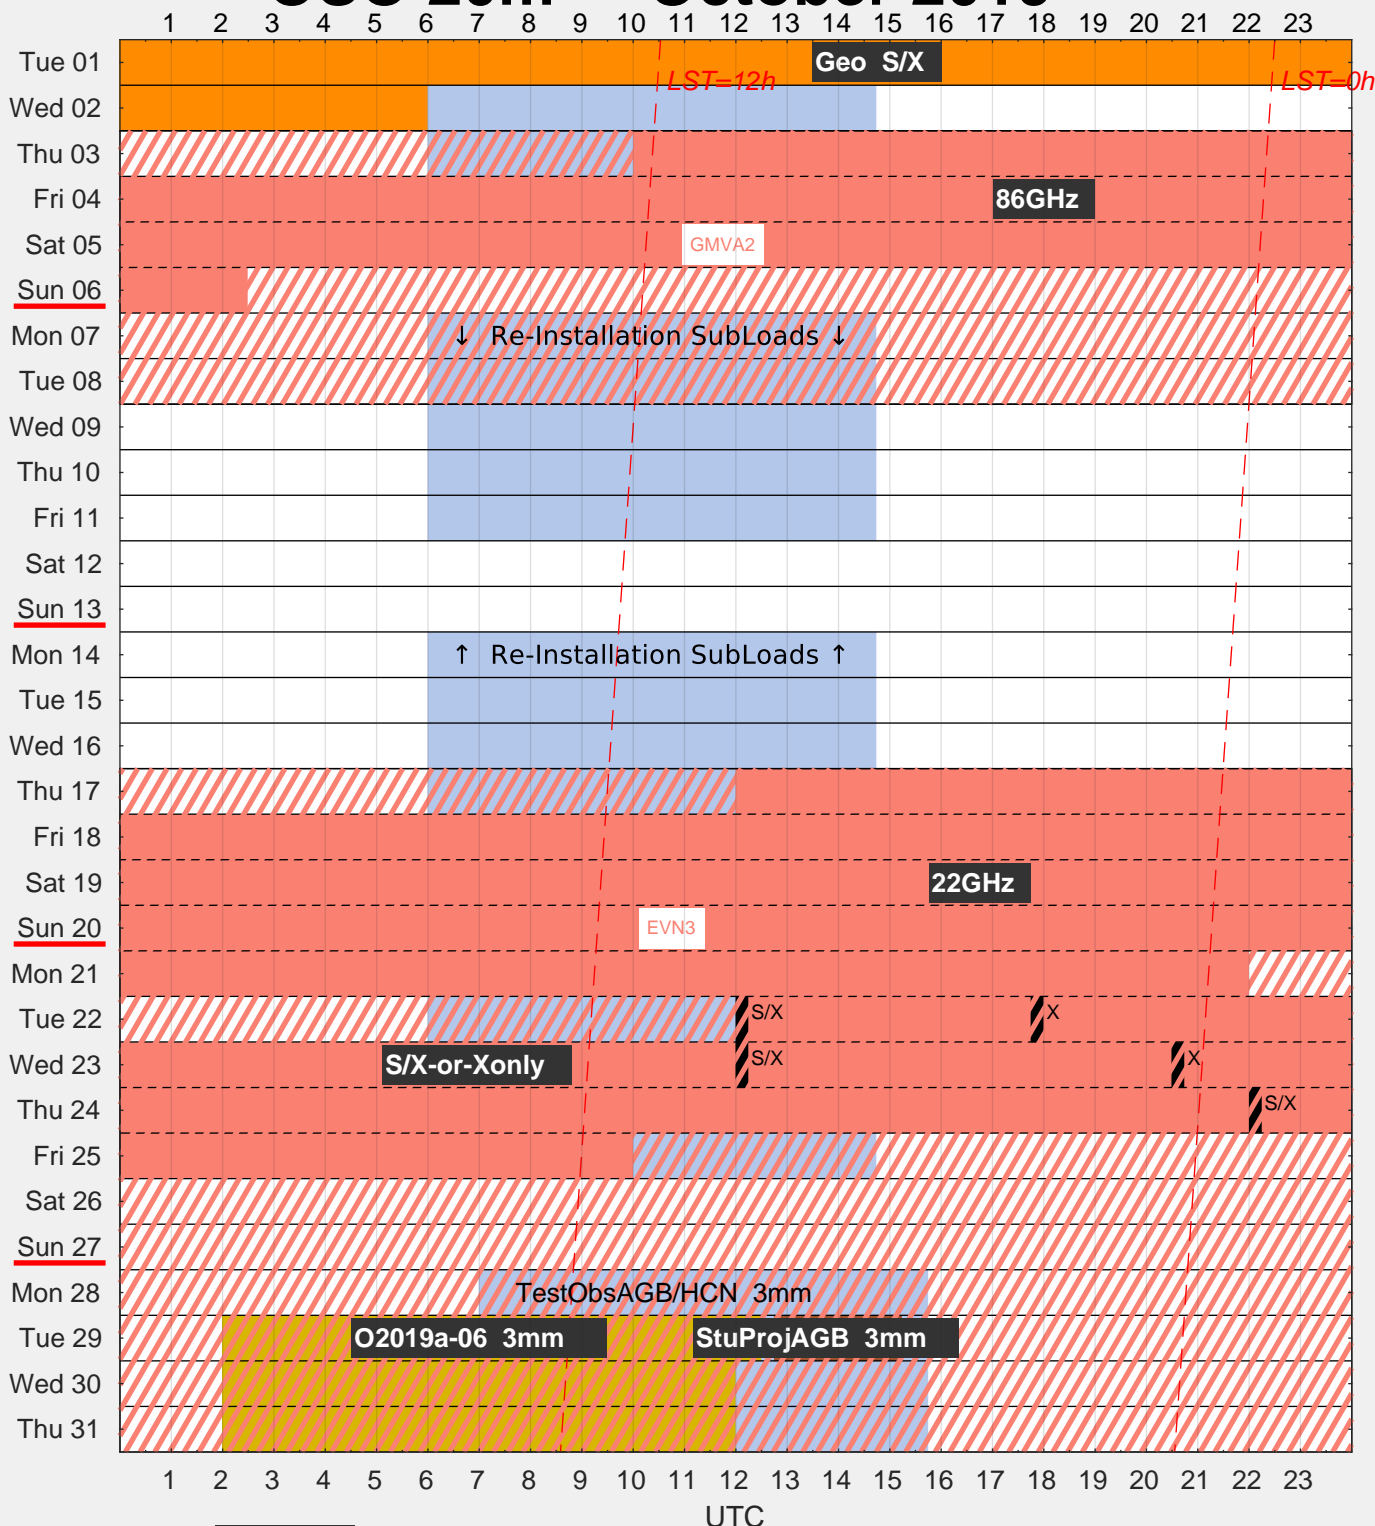 1 2 3 4 5 6 7 8 9 10 11 12 13 14 15 16 17 18 19 20 21 22 23
Tue 01 Geo S/X
LST=12h LST=0h
Wed 02
Thu 03
Fri 04 86GHz
Sat 05 GMVA2
Sun 06
Mon 07 ↓ Re-Installation SubLoads ↓
Tue 08
Wed 09
Thu 10
Fri 11
Sat 12
Sun 13
Mon 14 ↑ Re-Installation SubLoads ↑
Tue 15
Wed 16
Thu 17
Fri 18
Sat 19 22GHz
Sun 20 EVN3
Mon 21
Tue 22 S/X X
Wed 23 S/X-or-Xonly S/X X
Thu 24 S/X
Fri 25
Sat 26
Sun 27
Mon 28 TestObsAGB/HCN 3mm
Tue 29 O2019a-06 3mm StuProjAGB 3mm
Wed 30
Thu 31
1 2 3 4 5 6 7 8 9 10 11 12 13 14 15 16 17 18 19 20 21 22 23
UTC